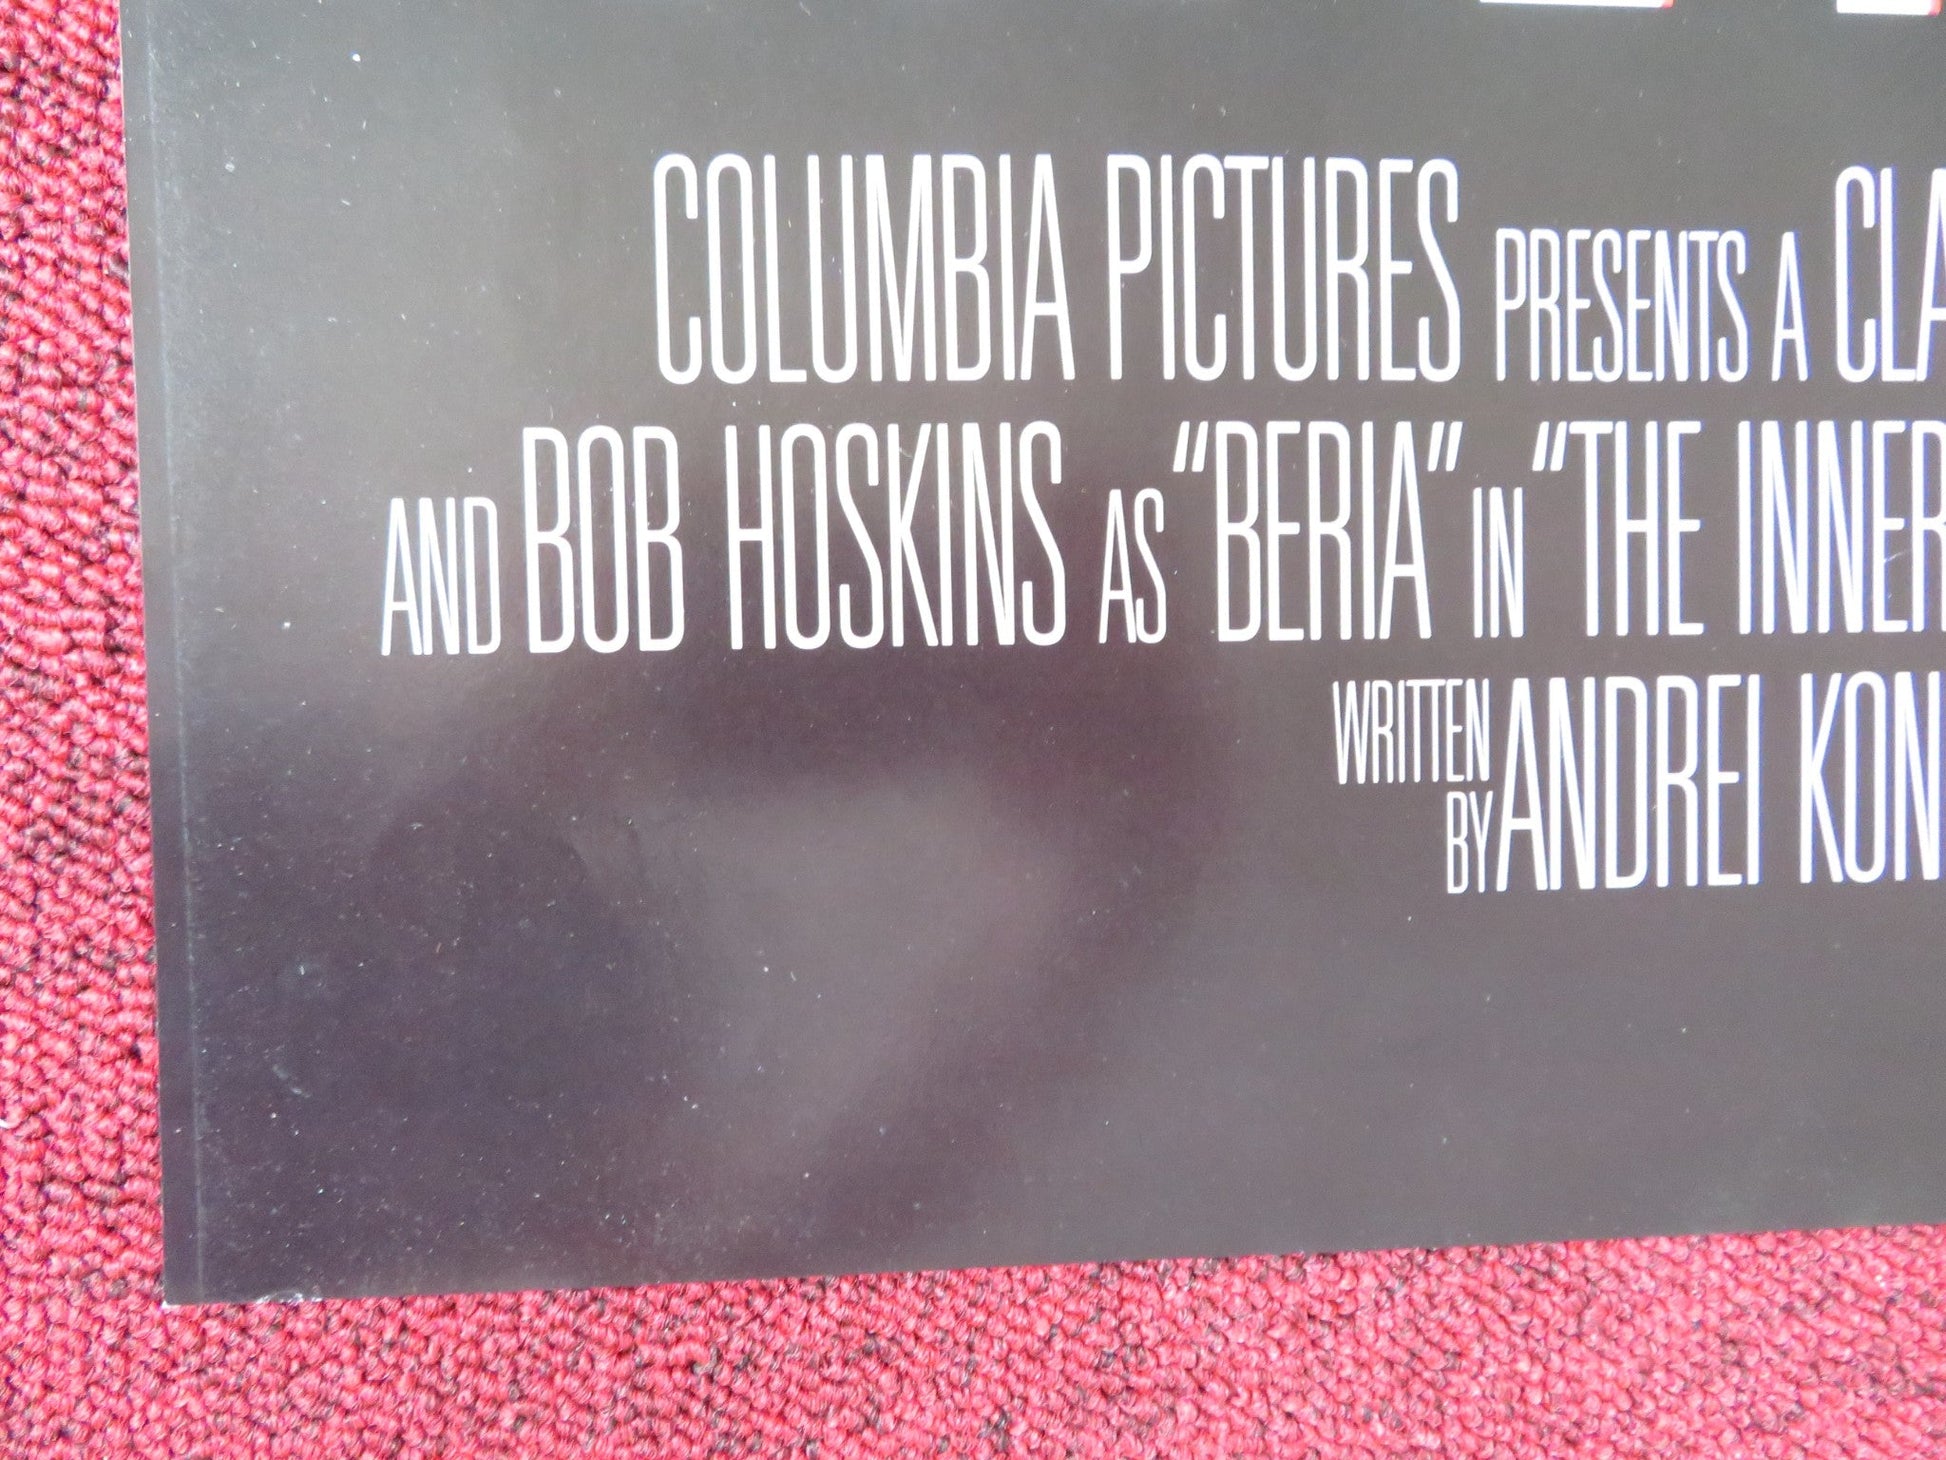 COLUMBIA PICTURES PRESENTS A CLA
AND BOB HOSKINS AS "BERIA" IN "THE INNER
WRITTEN BY ANDREI KON